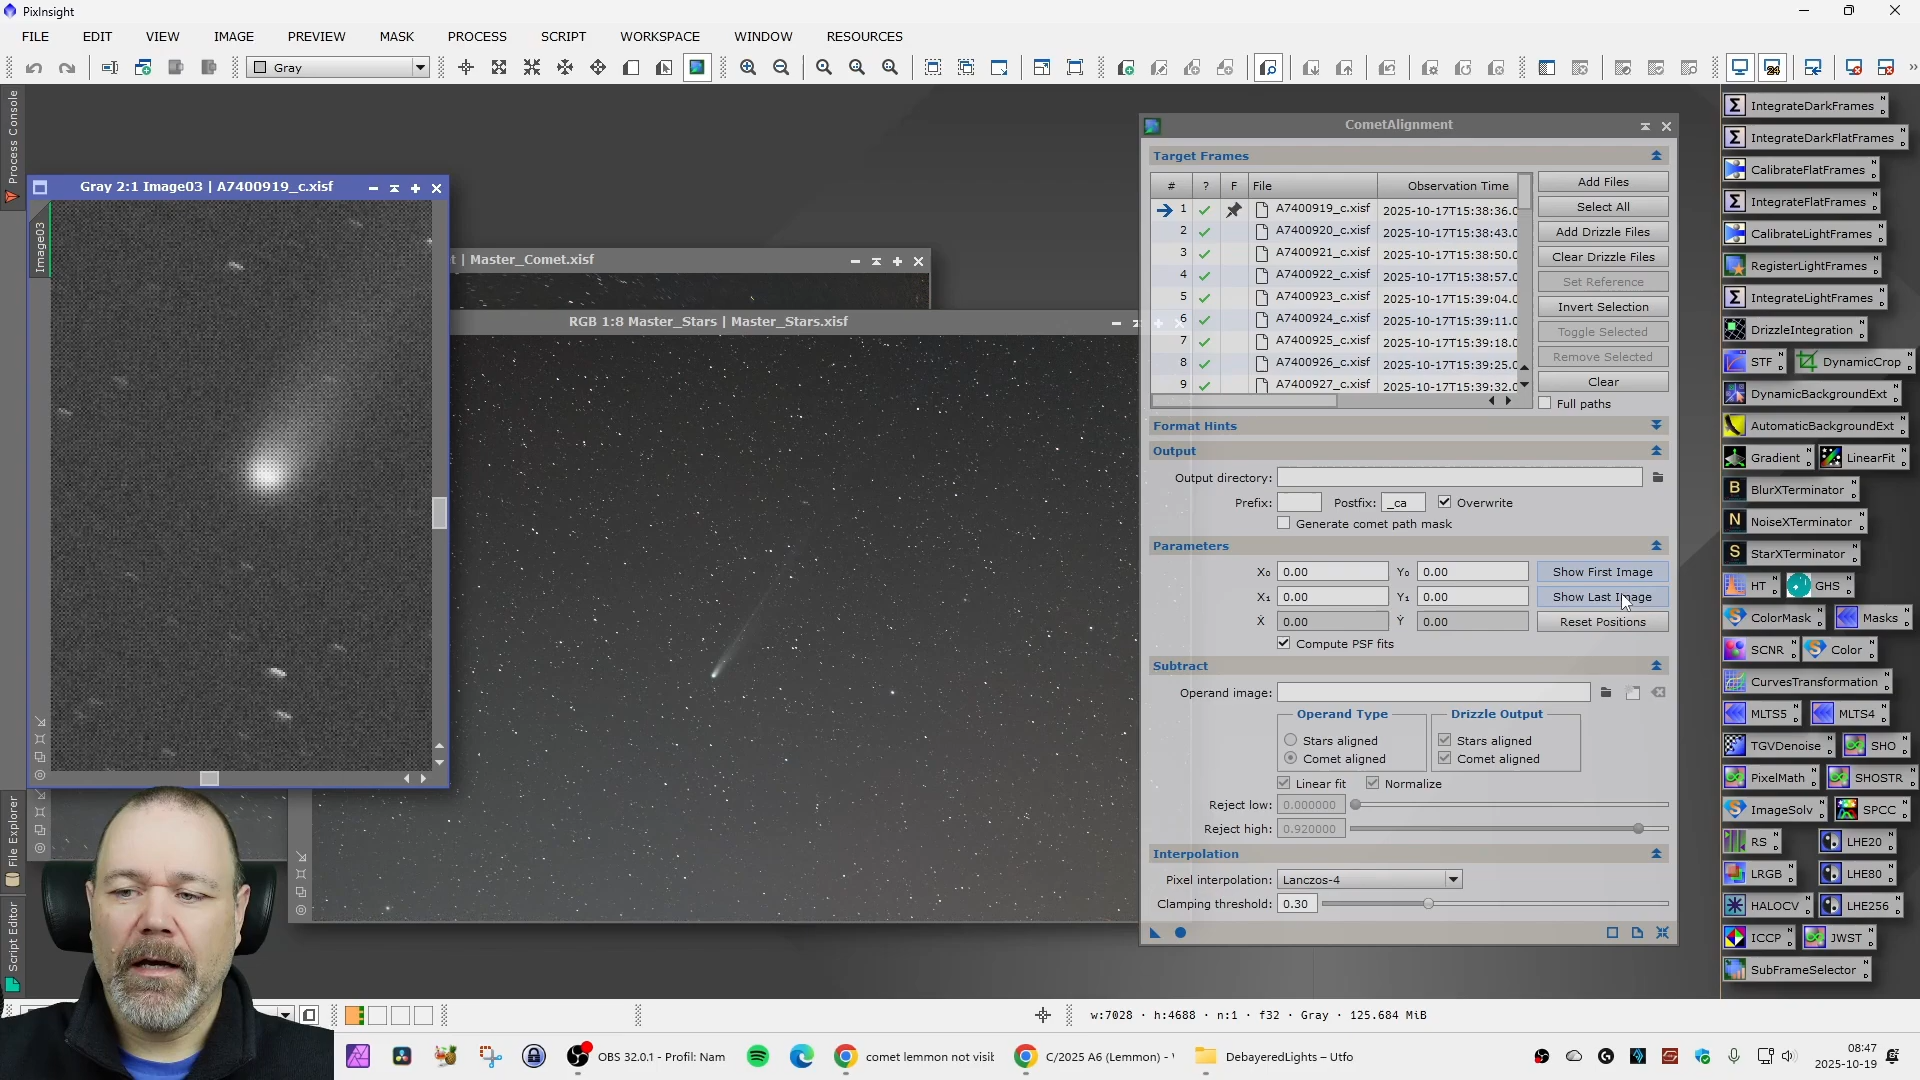 PixInsight
FILE EDIT VIEW IMAGE PREVIEW MASK PROCESS SCRIPT WORKSPACE WINDOW RESOURCES
Gray
24
Process Console
File Explorer
Script Editor
Gray 2:1 Image03 | A7400919_c.xisf
Image03
t | Master_Comet.xisf
RGB 1:8 Master_Stars | Master_Stars.xisf
CometAlignment
Target Frames
# ? F File Observation Time
1 A7400919_c.xisf 2025-10-17T15:38:36.0
2 A7400920_c.xisf 2025-10-17T15:38:43.0
3 A7400921_c.xisf 2025-10-17T15:38:50.0
4 A7400922_c.xisf 2025-10-17T15:38:57.0
5 A7400923_c.xisf 2025-10-17T15:39:04.0
6 A7400924_c.xisf 2025-10-17T15:39:11.0
7 A7400925_c.xisf 2025-10-17T15:39:18.0
8 A7400926_c.xisf 2025-10-17T15:39:25.0
9 A7400927_c.xisf 2025-10-17T15:39:32.0
Add Files
Select All
Add Drizzle Files
Clear Drizzle Files
Set Reference
Invert Selection
Toggle Selected
Remove Selected
Clear
Full paths
Format Hints
Output
Output directory:
Prefix: Postfix: _ca Overwrite
Generate comet path mask
Parameters
X₀ 0.00 Y₀ 0.00 Show First Image
X₁ 0.00 Y₁ 0.00 Show Last Image
Ẋ 0.00 Ẏ 0.00 Reset Positions
Compute PSF fits
Subtract
Operand image:
Operand Type Drizzle Output
Stars aligned Stars aligned
Comet aligned Comet aligned
Linear fit Normalize
Reject low: 0.000000
Reject high: 0.920000
Interpolation
Pixel interpolation: Lanczos-4
Clamping threshold: 0.30
IntegrateDarkFrames
IntegrateDarkFlatFrames
CalibrateFlatFrames
IntegrateFlatFrames
CalibrateLightFrames
RegisterLightFrames
IntegrateLightFrames
DrizzleIntegration
STF DynamicCrop
DynamicBackgroundExt
AutomaticBackgroundExt
Gradient LinearFit
BlurXTerminator
NoiseXTerminator
StarXTerminator
HT GHS
ColorMask Masks
SCNR Color
CurvesTransformation
MLTS5 MLTS4
TGVDenoise SHO
PixelMath SHOSTR
ImageSolv SPCC
RS LHE20
LRGB LHE80
HALOCV LHE256
ICCP JWST
SubFrameSelector
w:7028 · h:4688 · n:1 · f32 · Gray · 125.684 MiB
OBS 32.0.1 - Profil: Nam
comet lemmon not visib
C/2025 A6 (Lemmon) -
DebayeredLights – Utfo
08:47
2025-10-19